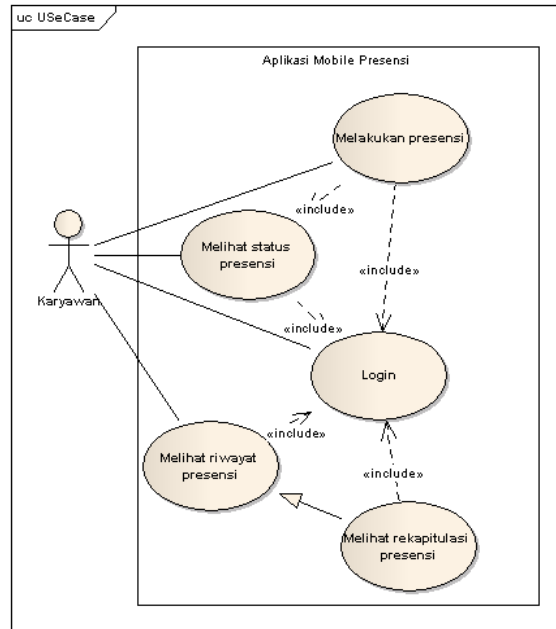 uc USeCase
Aplikasi Mobile Presensi
Melakukan presensi
«include»
Melihat status
presensi
Karyawan
«include»
«include»
Login
«include»
Melihat riwayat
presensi
«include»
Melihat rekapitulasi
presensi